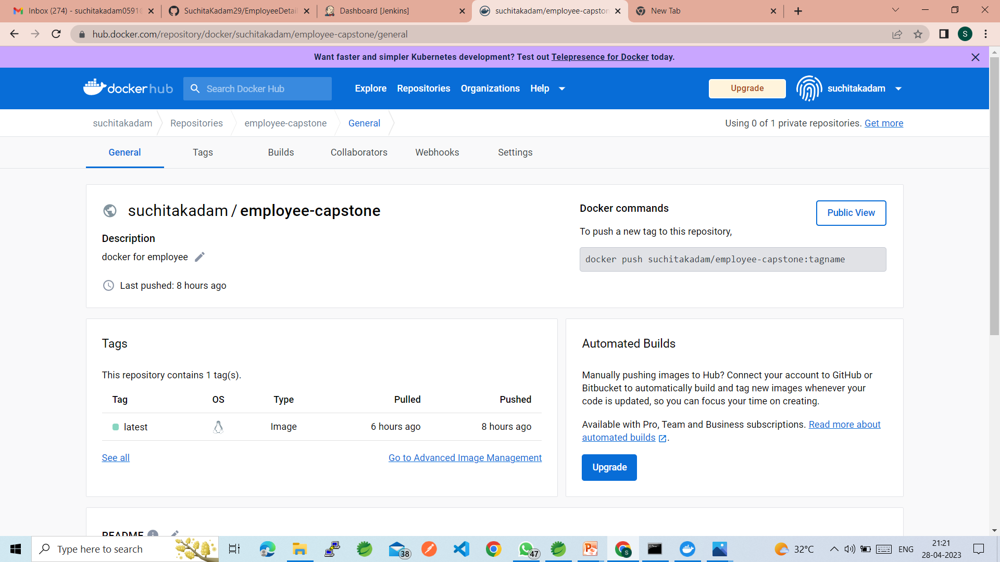 Inbox (274) - suchitakadam0591@
SuchitaKadam29/EmployeeDetail
Dashboard [Jenkins]
suchitakadam/employee-capston
New Tab
hub.docker.com/repository/docker/suchitakadam/employee-capstone/general
S
Want faster and simpler Kubernetes development? Test out Telepresence for Docker today.
docker hub
Search Docker Hub
Explore
Repositories
Organizations
Help
Upgrade
suchitakadam
suchitakadam
Repositories
employee-capstone
General
Using 0 of 1 private repositories. Get more
General
Tags
Builds
Collaborators
Webhooks
Settings
suchitakadam / employee-capstone
Description
docker for employee
Last pushed: 8 hours ago
Docker commands
Public View
To push a new tag to this repository,
docker push suchitakadam/employee-capstone:tagname
Tags
This repository contains 1 tag(s).
Tag OS Type Pulled Pushed
latest Image 6 hours ago 8 hours ago
See all
Go to Advanced Image Management
Automated Builds
Manually pushing images to Hub? Connect your account to GitHub or
Bitbucket to automatically build and tag new images whenever your
code is updated, so you can focus your time on creating.
Available with Pro, Team and Business subscriptions. Read more about
automated builds .
Upgrade
README
Type here to search
38
47
S
32°C
ENG
21:21
28-04-2023